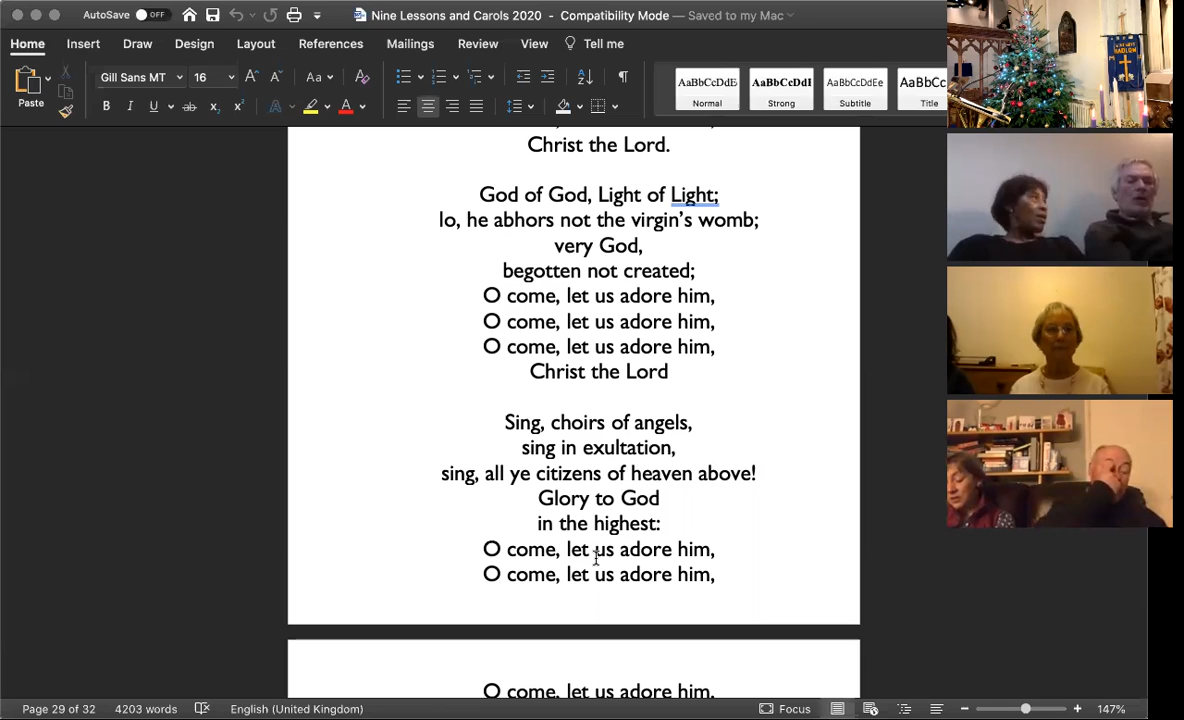 AutoSave OFF
Nine Lessons and Carols 2020 - Compatibility Mode — Saved to my Mac
Home Insert Draw Design Layout References Mailings Review View Tell me
Paste
Gill Sans MT 16
AaBbCcDdE AaBbCcDdI AaBbCcDdEe AaBbCcD
Normal Strong Subtitle Title
Christ the Lord.
God of God, Light of Light;
lo, he abhors not the virgin's womb;
very God,
begotten not created;
O come, let us adore him,
O come, let us adore him,
O come, let us adore him,
Christ the Lord
Sing, choirs of angels,
sing in exultation,
sing, all ye citizens of heaven above!
Glory to God
in the highest:
O come, let us adore him,
O come, let us adore him,
O come, let us adore him,
Page 29 of 32 4203 words English (United Kingdom) Focus 147%